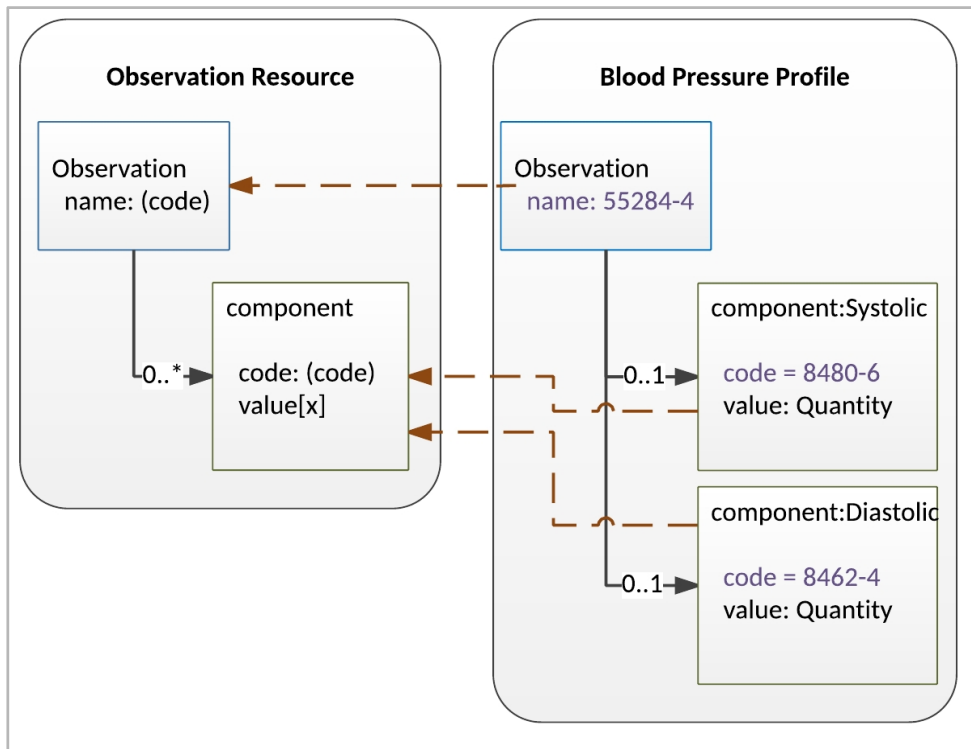 Observation Resource
Observation
name: (code)
0..*
component
code: (code)
value[x]
Blood Pressure Profile
Observation
name: 55284-4
0..1
component:Systolic
code = 8480-6
value: Quantity
0..1
component:Diastolic
code = 8462-4
value: Quantity